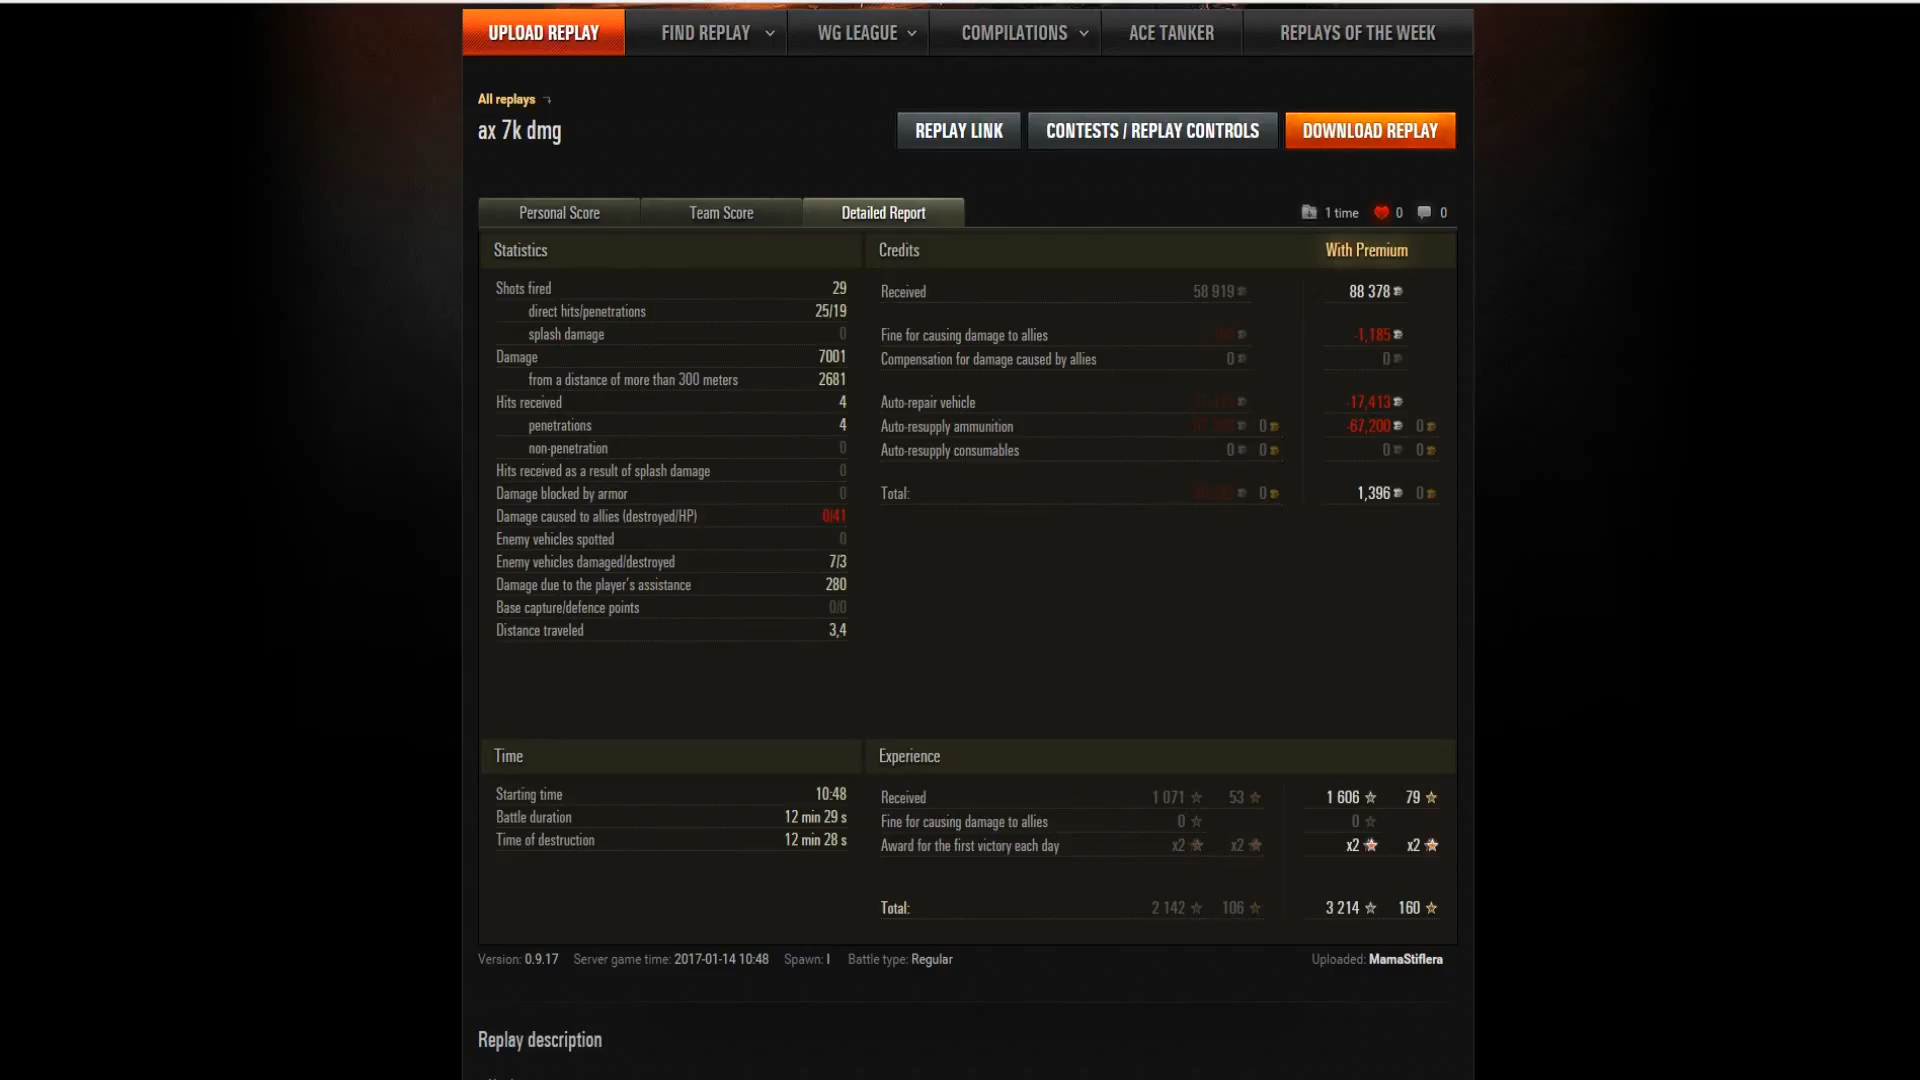 UPLOAD REPLAY FIND REPLAY WG LEAGUE COMPILATIONS ACE TANKER REPLAYS OF THE WEEK
All replays
ax 7k dmg
REPLAY LINK CONTESTS / REPLAY CONTROLS DOWNLOAD REPLAY
Personal Score Team Score Detailed Report 1 time 0 0
Statistics
Shots fired 29
direct hits/penetrations 25/19
splash damage 0
Damage 7001
from a distance of more than 300 meters 2681
Hits received 4
penetrations 4
non-penetration 0
Hits received as a result of splash damage 0
Damage blocked by armor 0
Damage caused to allies (destroyed/HP) 0/41
Enemy vehicles spotted 0
Enemy vehicles damaged/destroyed 7/3
Damage due to the player's assistance 280
Base capture/defence points 0/0
Distance traveled 3,4
Credits With Premium
Received 58 919 88 378
Fine for causing damage to allies -1,185
Compensation for damage caused by allies 0 0
Auto-repair vehicle -17,413
Auto-resupply ammunition 0 -67,200 0
Auto-resupply consumables 0 0 0 0
Total: 0 1,396 0
Time
Starting time 10:48
Battle duration 12 min 29 s
Time of destruction 12 min 28 s
Experience
Received 1 071 53 1 606 79
Fine for causing damage to allies 0 0
Award for the first victory each day x2 x2 x2 x2
Total: 2 142 106 3 214 160
Version: 0.9.17 Server game time: 2017-01-14 10:48 Spawn: I Battle type: Regular Uploaded: MamaStiflera
Replay description